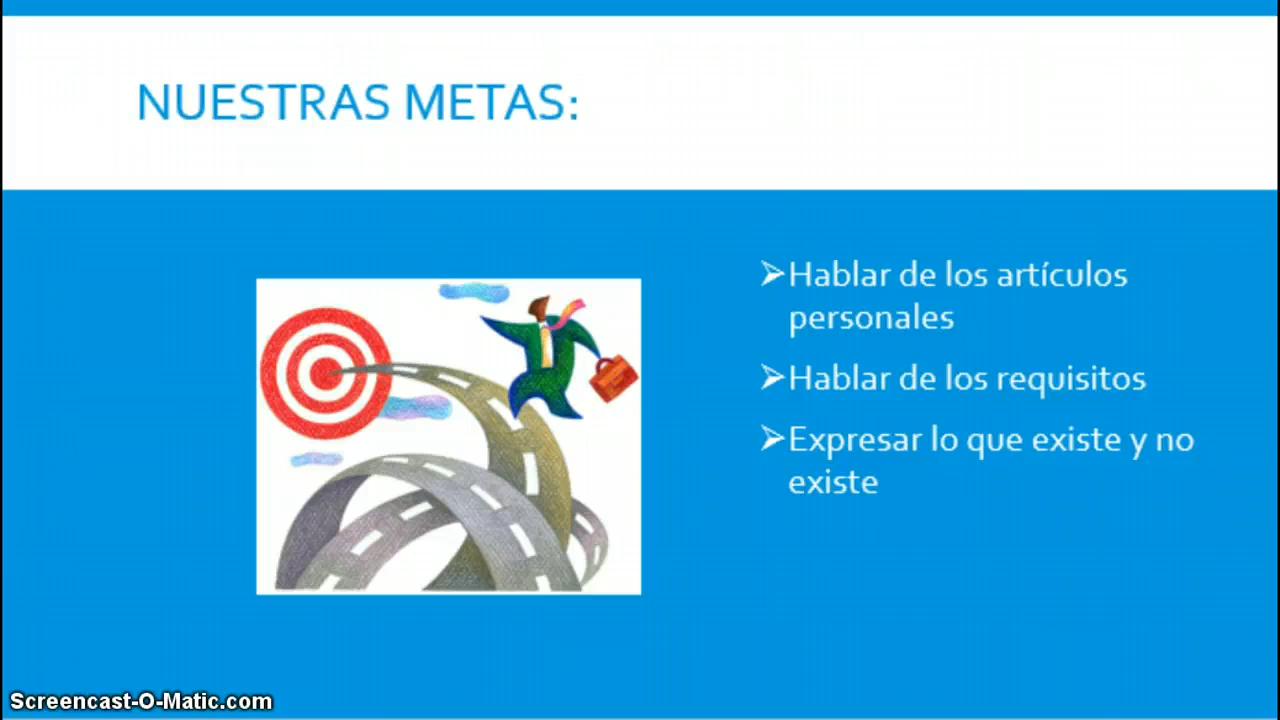 NUESTRAS METAS:
Hablar de los artículos
personales
Hablar de los requisitos
Expresar lo que existe y no
existe
Screencast-O-Matic.com